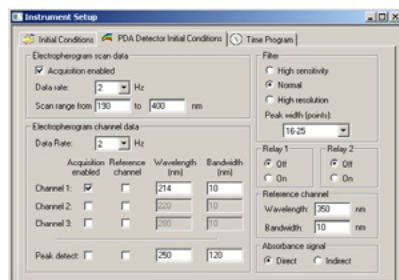 Instrument Setup
Initial Conditions
PDA Detector Initial Conditions
Time Program
Electropherogram scan data
Acquisition enabled
Data rate: 2 Hz
Scan range from 190 to 400 nm
Electropherogram channel data
Data Rate: 2 Hz
Acquisition enabled
Reference channel
Wavelength (nm)
Bandwidth (nm)
Channel 1: 214 10
Channel 2: 220 10
Channel 3: 280 10
Peak detect: 250 120
Filter
High sensitivity
Normal
High resolution
Peak width (points):
16-25
Relay 1
Off
On
Relay 2
Off
On
Reference channel
Wavelength: 350 nm
Bandwidth: 10 nm
Absorbance signal
Direct Indirect